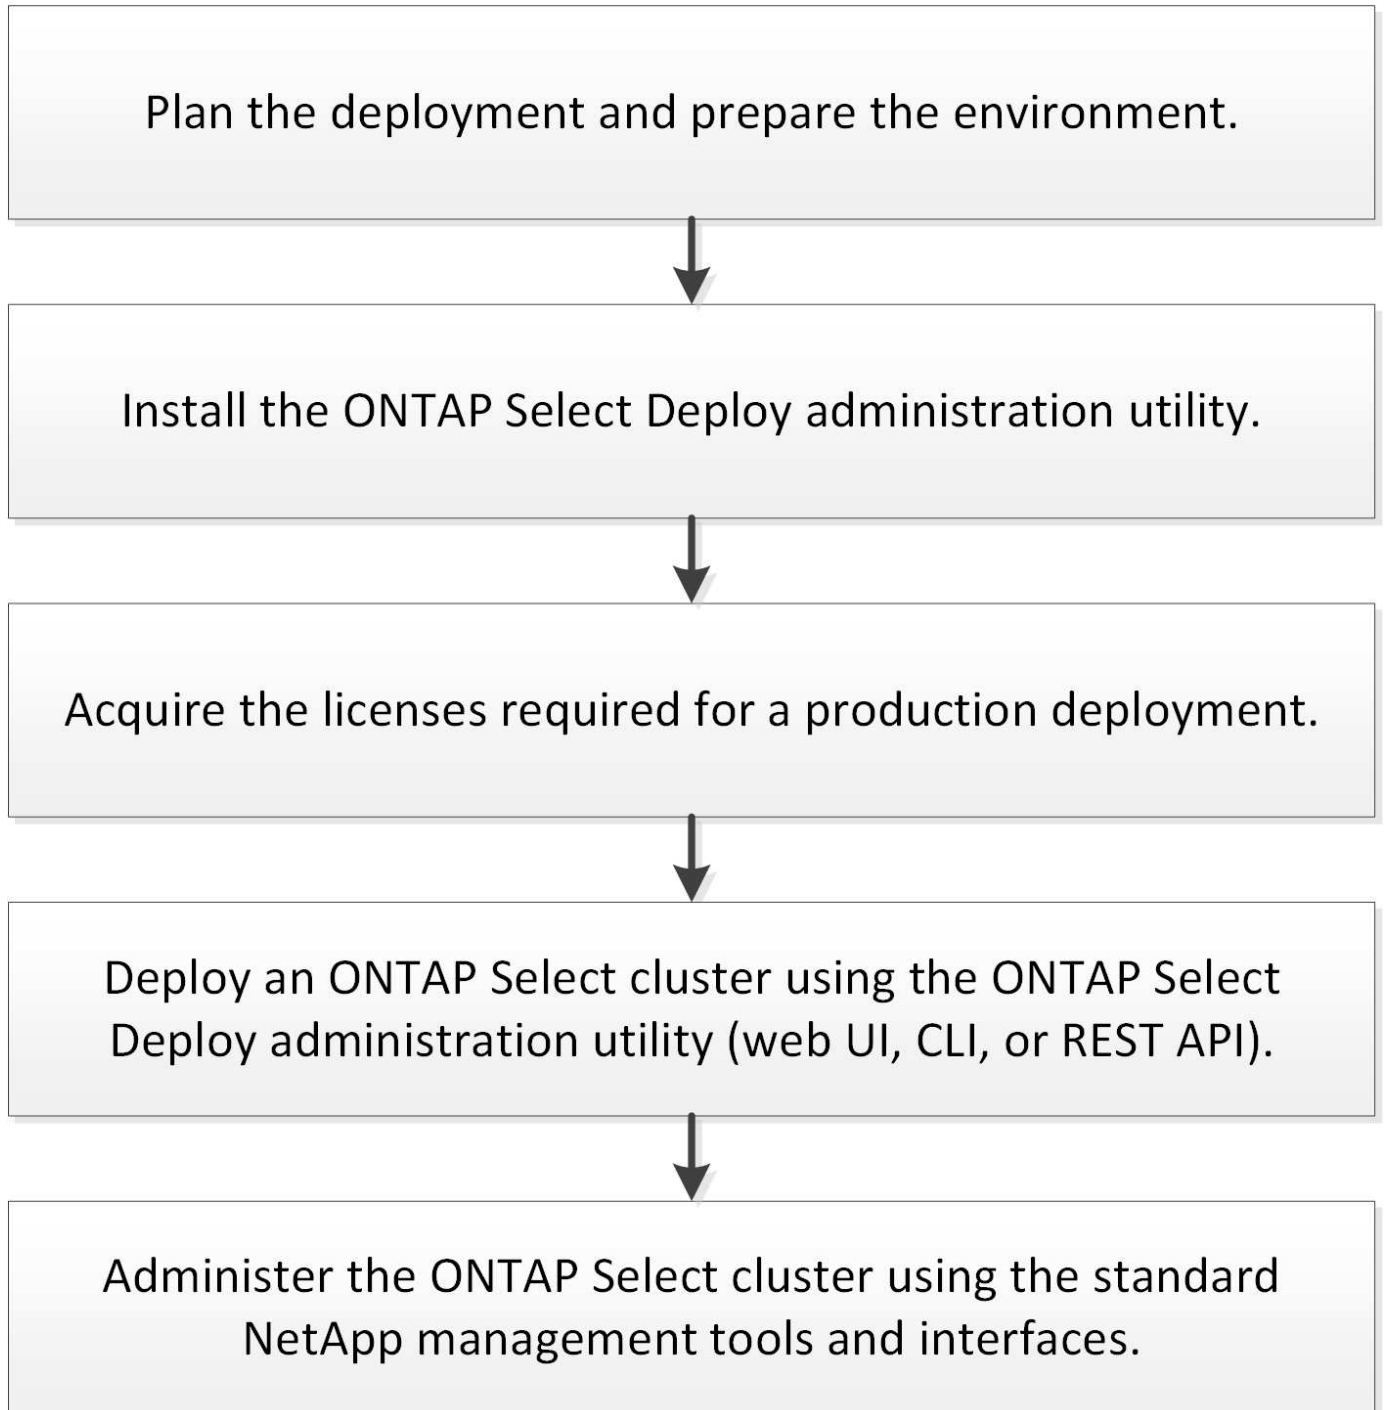 Plan the deployment and prepare the environment.
Install the ONTAP Select Deploy administration utility.
Acquire the licenses required for a production deployment.
Deploy an ONTAP Select cluster using the ONTAP Select
Deploy administration utility (web UI, CLI, or REST API).
Administer the ONTAP Select cluster using the standard
NetApp management tools and interfaces.